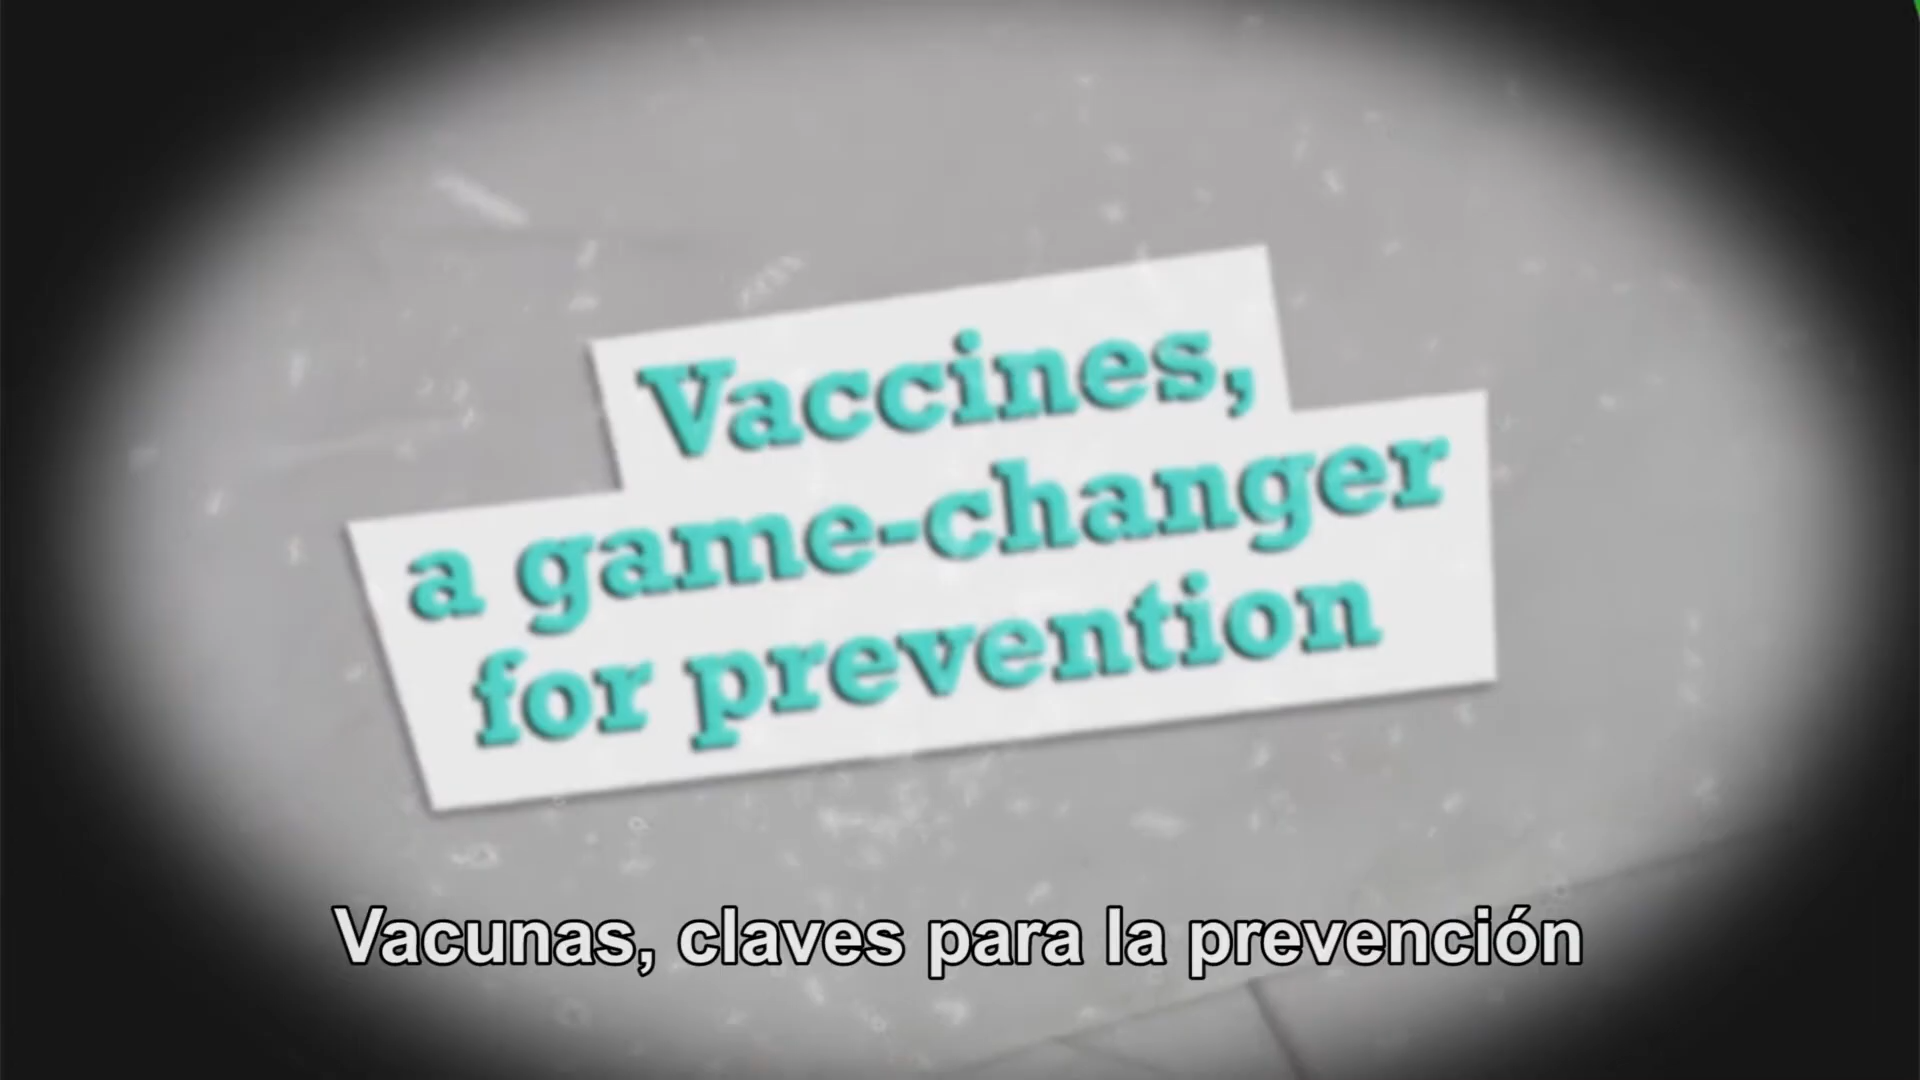 Vaccines,
a game-changer
for prevention
Vacunas, claves para la prevención